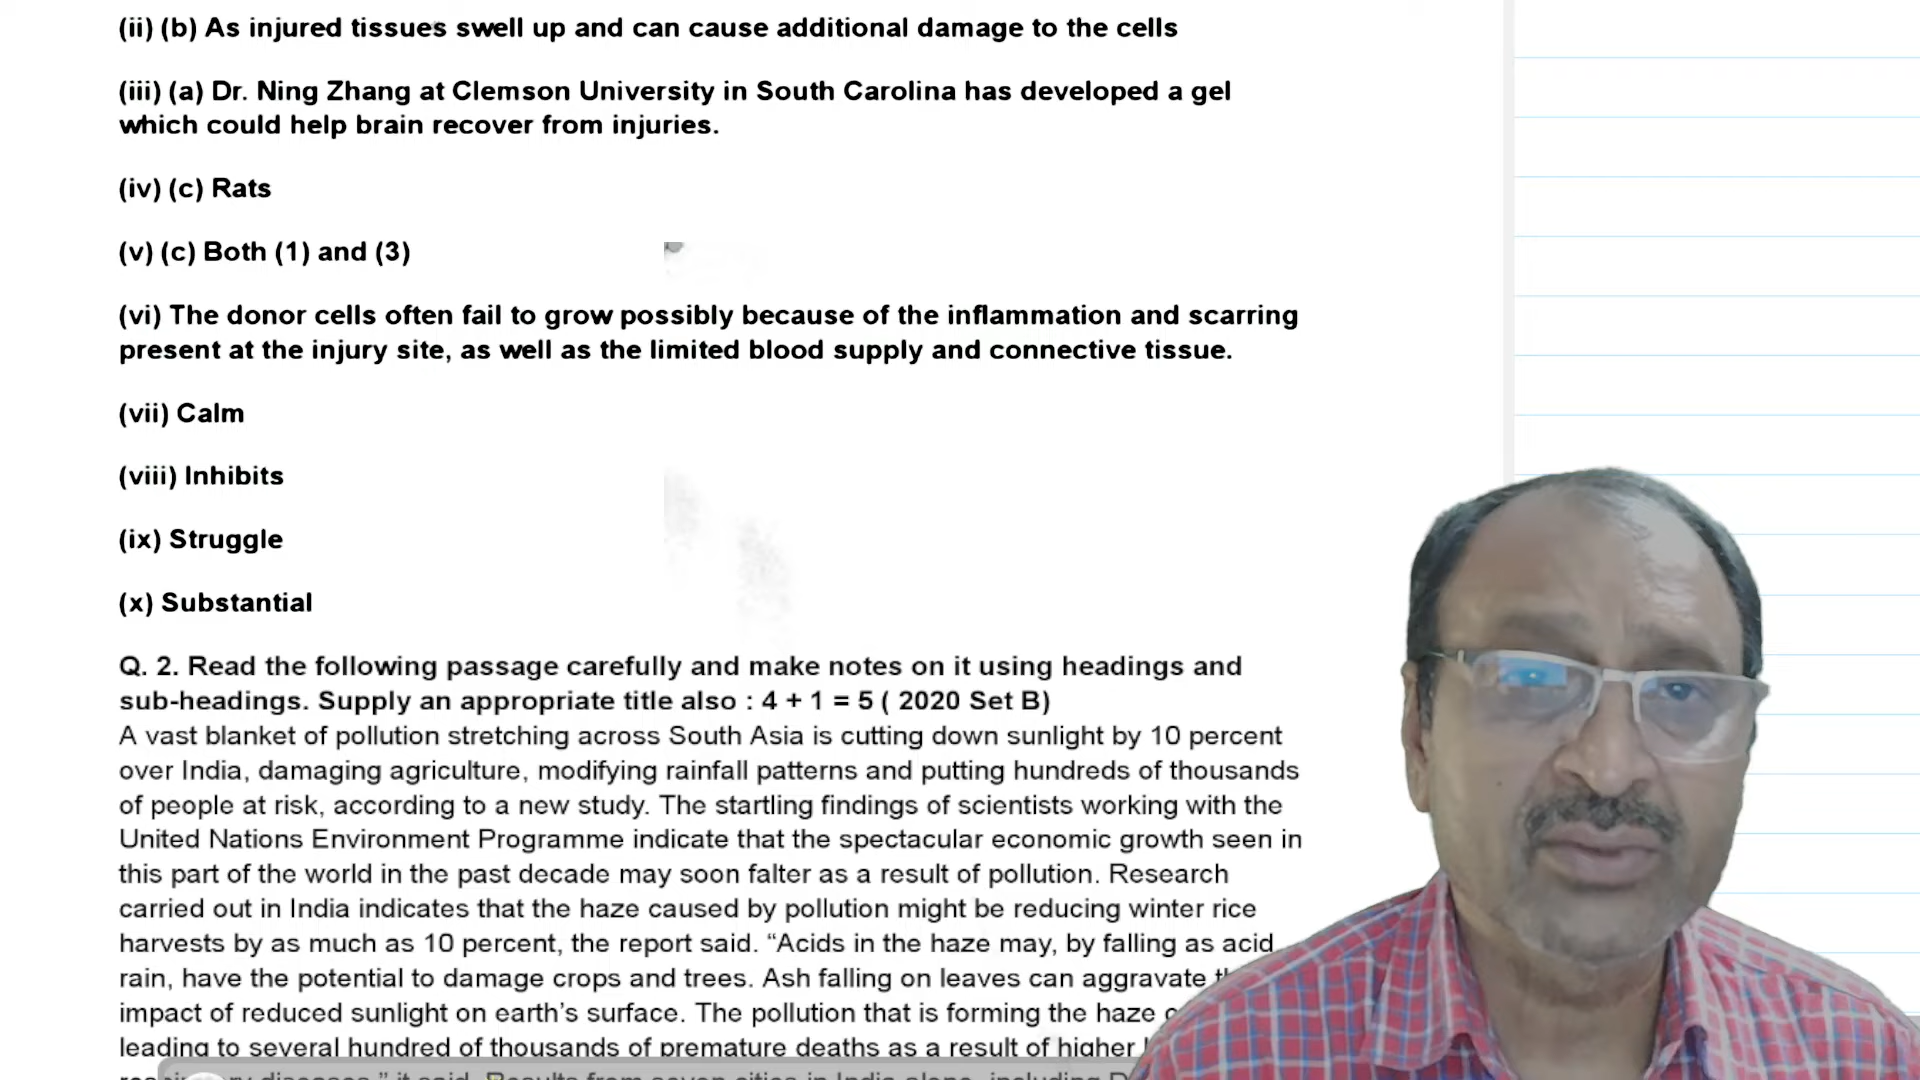 (ii) (b) As injured tissues swell up and can cause additional damage to the cells
(iii) (a) Dr. Ning Zhang at Clemson University in South Carolina has developed a gel
which could help brain recover from injuries.
(iv) (c) Rats
(v) (c) Both (1) and (3)
(vi) The donor cells often fail to grow possibly because of the inflammation and scarring
present at the injury site, as well as the limited blood supply and connective tissue.
(vii) Calm
(viii) Inhibits
(ix) Struggle
(x) Substantial
Q. 2. Read the following passage carefully and make notes on it using headings and
sub-headings. Supply an appropriate title also : 4 + 1 = 5 ( 2020 Set B)
A vast blanket of pollution stretching across South Asia is cutting down sunlight by 10 percent
over India, damaging agriculture, modifying rainfall patterns and putting hundreds of thousands
of people at risk, according to a new study. The startling findings of scientists working with the
United Nations Environment Programme indicate that the spectacular economic growth seen in
this part of the world in the past decade may soon falter as a result of pollution. Research
carried out in India indicates that the haze caused by pollution might be reducing winter rice
harvests by as much as 10 percent, the report said. “Acids in the haze may, by falling as acid
rain, have the potential to damage crops and trees. Ash falling on leaves can aggravate
impact of reduced sunlight on earth’s surface. The pollution that is forming the haze
leading to several hundred of thousands of premature deaths as a result of higher
diseases,” it said. Results from seven cities in India alone, including